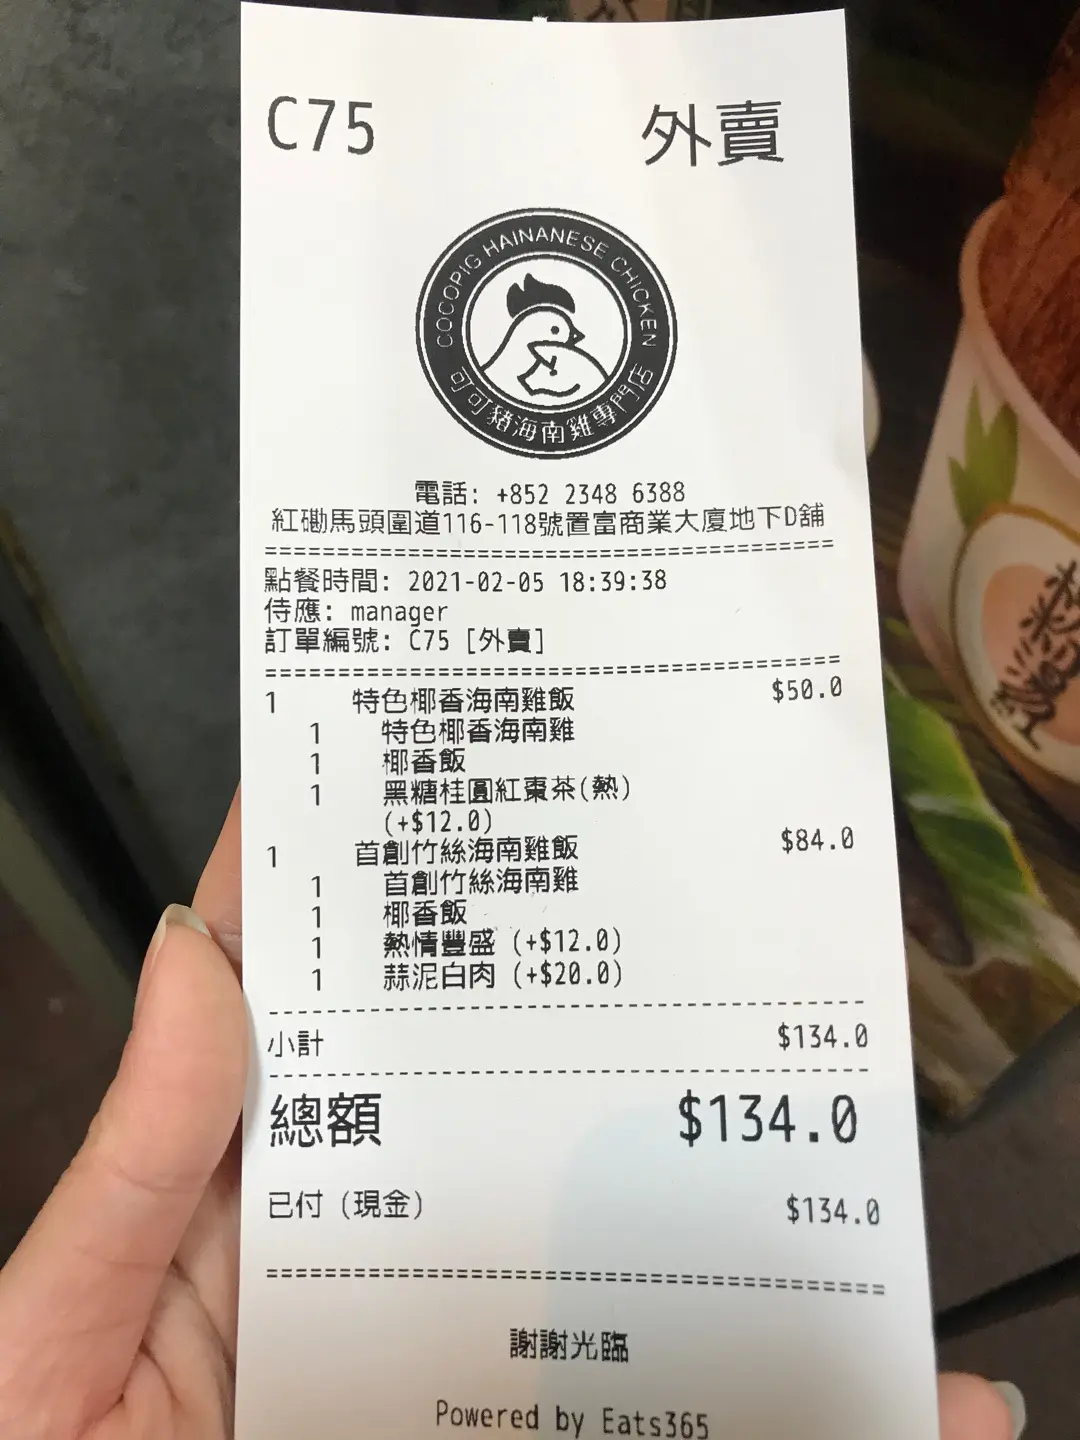 C75 外賣
COCOPIG HAINANESE CHICKEN
可可豬海南雞專門店
電話: +852 2348 6388
紅磡馬頭圍道116-118號置富商業大廈地下D舖
點餐時間: 2021-02-05 18:39:38
侍應: manager
訂單編號: C75 [外賣]
1 特色椰香海南雞飯 $50.0
1 特色椰香海南雞
1 椰香飯
1 黑糖桂圓紅棗茶(熱)
(+$12.0)
1 首創竹絲海南雞飯 $84.0
1 首創竹絲海南雞
1 椰香飯
1 熱情豐盛 (+$12.0)
1 蒜泥白肉 (+$20.0)
小計 $134.0
總額 $134.0
已付 (現金) $134.0
謝謝光臨
Powered by Eats365